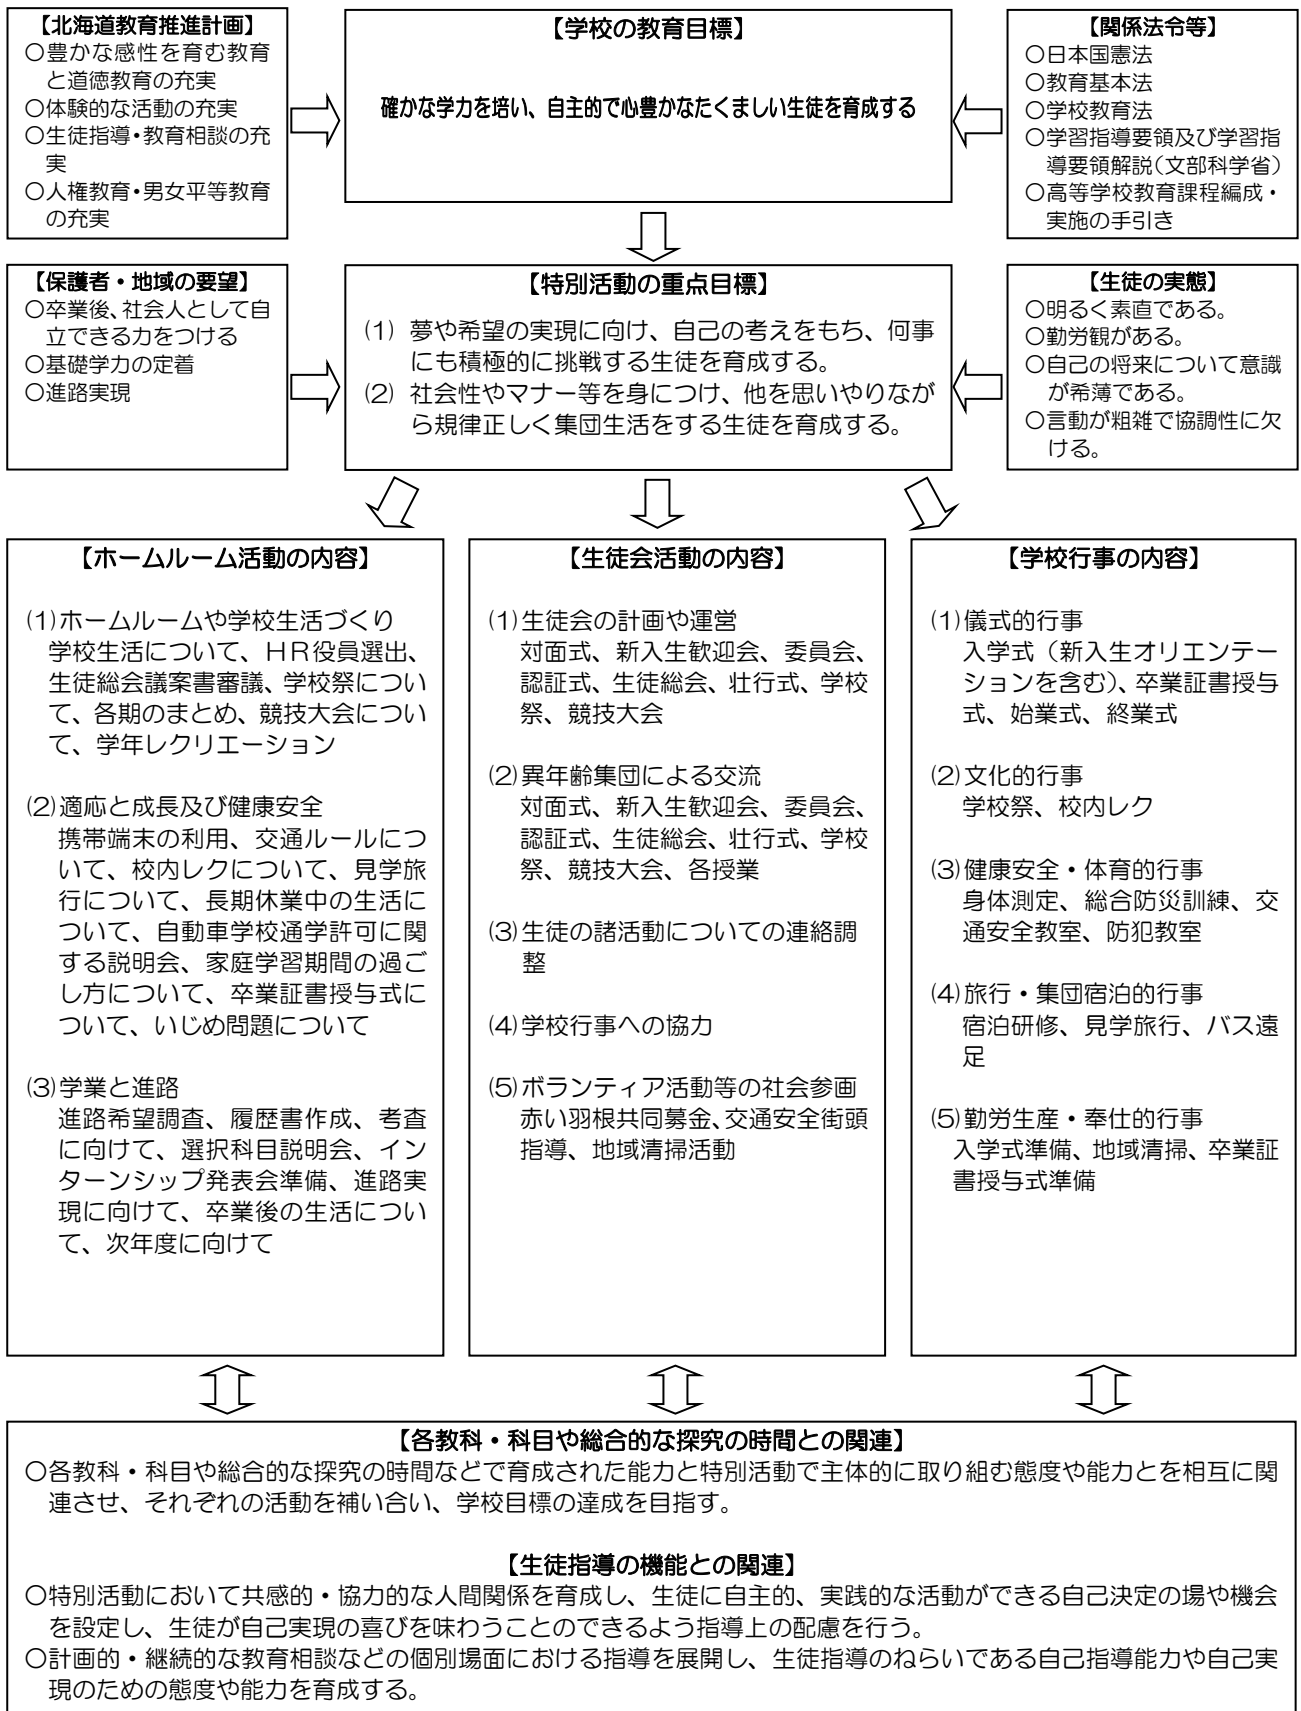 【北海道教育推進計画】
○豊かな感性を育む教育
と道徳教育の充実
○体験的な活動の充実
○生徒指導・教育相談の充
実
○人権教育・男女平等教育
の充実
【学校の教育目標】
確かな学力を培い、自主的で心豊かなたくましい生徒を育成する
【関係法令等】
○日本国憲法
○教育基本法
○学校教育法
○学習指導要領及び学習指
導要領解説(文部科学省)
○高等学校教育課程編成・
実施の手引き
【保護者・地域の要望】
○卒業後、社会人として自
立できる力をつける
○基礎学力の定着
○進路実現
【特別活動の重点目標】
(1) 夢や希望の実現に向け、自己の考えをもち、何事
にも積極的に挑戦する生徒を育成する。
(2) 社会性やマナー等を身につけ、他を思いやりなが
ら規律正しく集団生活をする生徒を育成する。
【生徒の実態】
○明るく素直である。
○勤労観がある。
○自己の将来について意識
が希薄である。
○言動が粗雑で協調性に欠
ける。
【ホームルーム活動の内容】
(1)ホームルームや学校生活づくり
学校生活について、HR役員選出、
生徒総会議案書審議、学校祭につい
て、各期のまとめ、競技大会につい
て、学年レクリエーション
(2)適応と成長及び健康安全
携帯端末の利用、交通ルールにつ
いて、校内レクについて、見学旅
行について、長期休業中の生活に
ついて、自動車学校通学許可に関
する説明会、家庭学習期間の過ご
し方について、卒業証書授与式に
ついて、いじめ問題について
(3)学業と進路
進路希望調査、履歴書作成、考査
に向けて、選択科目説明会、イン
ターンシップ発表会準備、進路実
現に向けて、卒業後の生活につい
て、次年度に向けて
【生徒会活動の内容】
(1)生徒会の計画や運営
対面式、新入生歓迎会、委員会、
認証式、生徒総会、壮行式、学校
祭、競技大会
(2)異年齢集団による交流
対面式、新入生歓迎会、委員会、
認証式、生徒総会、壮行式、学校
祭、競技大会、各授業
(3)生徒の諸活動についての連絡調
整
(4)学校行事への協力
(5)ボランティア活動等の社会参画
赤い羽根共同募金、交通安全街頭
指導、地域清掃活動
【学校行事の内容】
(1)儀式的行事
入学式(新入生オリエンテー
ションを含む)、卒業証書授与
式、始業式、終業式
(2)文化的行事
学校祭、校内レク
(3)健康安全・体育的行事
身体測定、総合防災訓練、交
通安全教室、防犯教室
(4)旅行・集団宿泊的行事
宿泊研修、見学旅行、バス遠
足
(5)勤労生産・奉仕的行事
入学式準備、地域清掃、卒業証
書授与式準備
【各教科・科目や総合的な探究の時間との関連】
○各教科・科目や総合的な探究の時間などで育成された能力と特別活動で主体的に取り組む態度や能力とを相互に関
連させ、それぞれの活動を補い合い、学校目標の達成を目指す。
【生徒指導の機能との関連】
○特別活動において共感的・協力的な人間関係を育成し、生徒に自主的、実践的な活動ができる自己決定の場や機会
を設定し、生徒が自己実現の喜びを味わうことのできるよう指導上の配慮を行う。
○計画的・継続的な教育相談などの個別場面における指導を展開し、生徒指導のねらいである自己指導能力や自己実
現のための態度や能力を育成する。